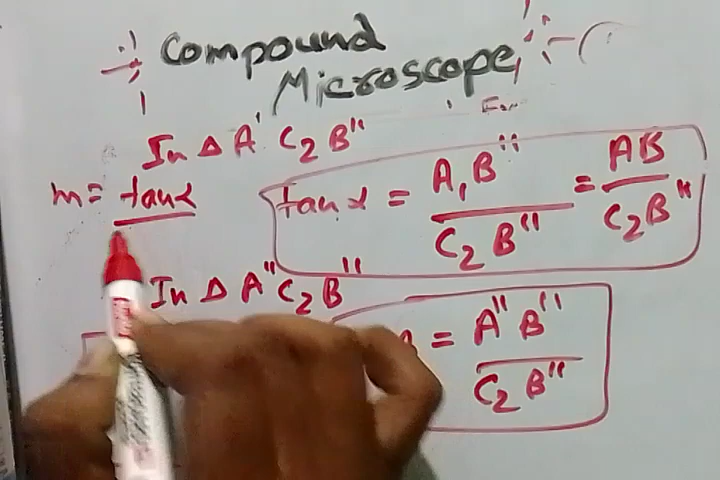 Compound
Microscope
In Δ A' C₂ B''
m = tanα
tanα = A₁B'' / C₂B'' = AB / C₂B''
In Δ A'' C₂ B''
= A''B'' / C₂B''